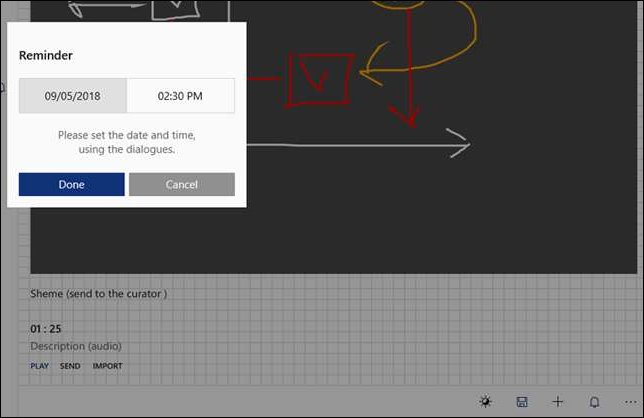 Reminder
09/05/2018 02:30 PM
Please set the date and time,
using the dialogues.
Done Cancel
Sheme (send to the curator )
01 : 25
Description (audio)
PLAY SEND IMPORT